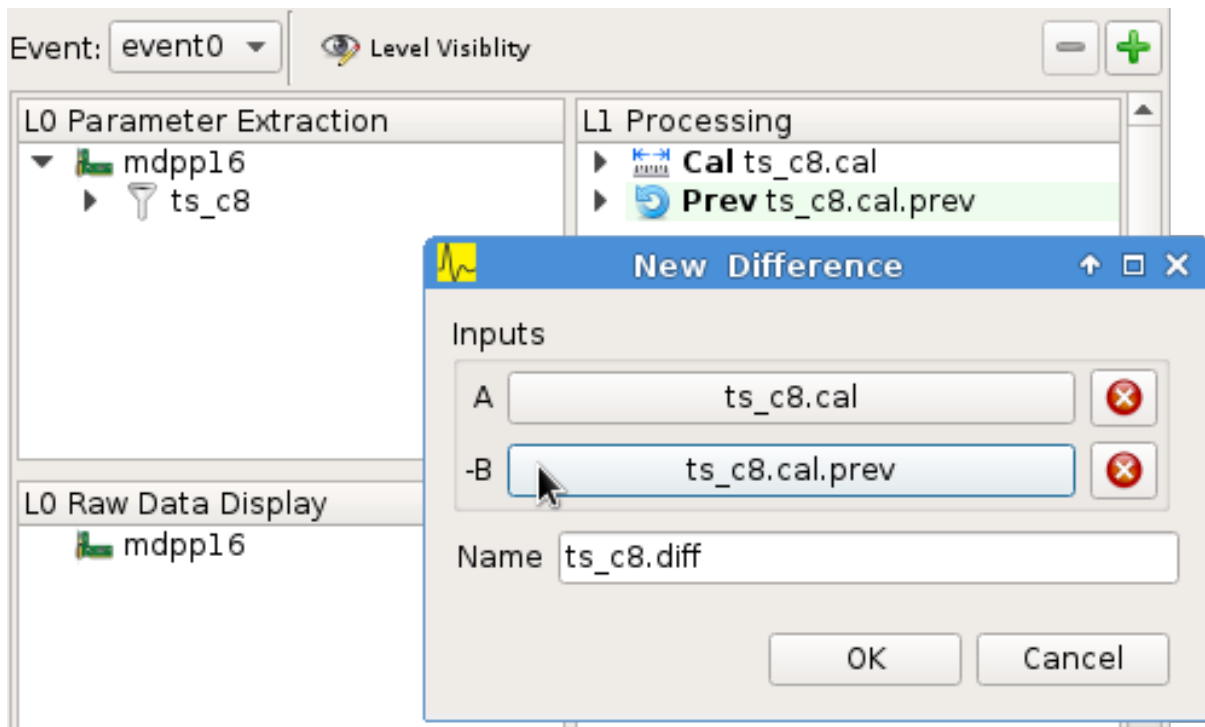 Event: event0 Level Visiblity
L0 Parameter Extraction
mdpp16
ts_c8
L1 Processing
Cal ts_c8.cal
Prev ts_c8.cal.prev
New Difference
Inputs
A ts_c8.cal
-B ts_c8.cal.prev
Name ts_c8.diff
OK Cancel
L0 Raw Data Display
mdpp16